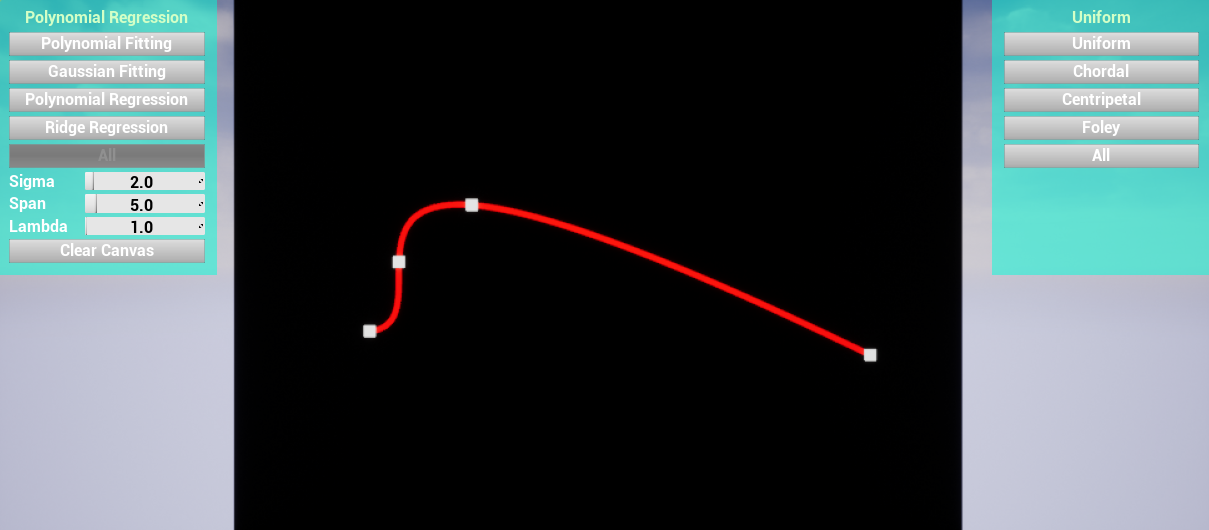 Polynomial Regression
Polynomial Fitting
Gaussian Fitting
Polynomial Regression
Ridge Regression
All
Sigma 2.0
Span 5.0
Lambda 1.0
Clear Canvas
Uniform
Uniform
Chordal
Centripetal
Foley
All